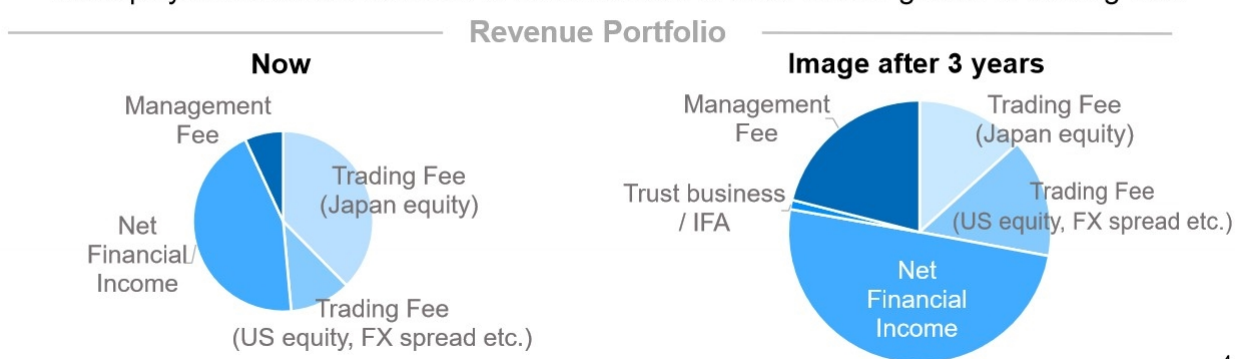 Revenue Portfolio
Now
Management
Fee
Trading Fee
(Japan equity)
Net
Financial
Income
Trading Fee
(US equity, FX spread etc.)
Image after 3 years
Management
Fee
Trading Fee
(Japan equity)
Trust business
/ IFA
Trading Fee
(US equity, FX spread etc.)
Net
Financial
Income